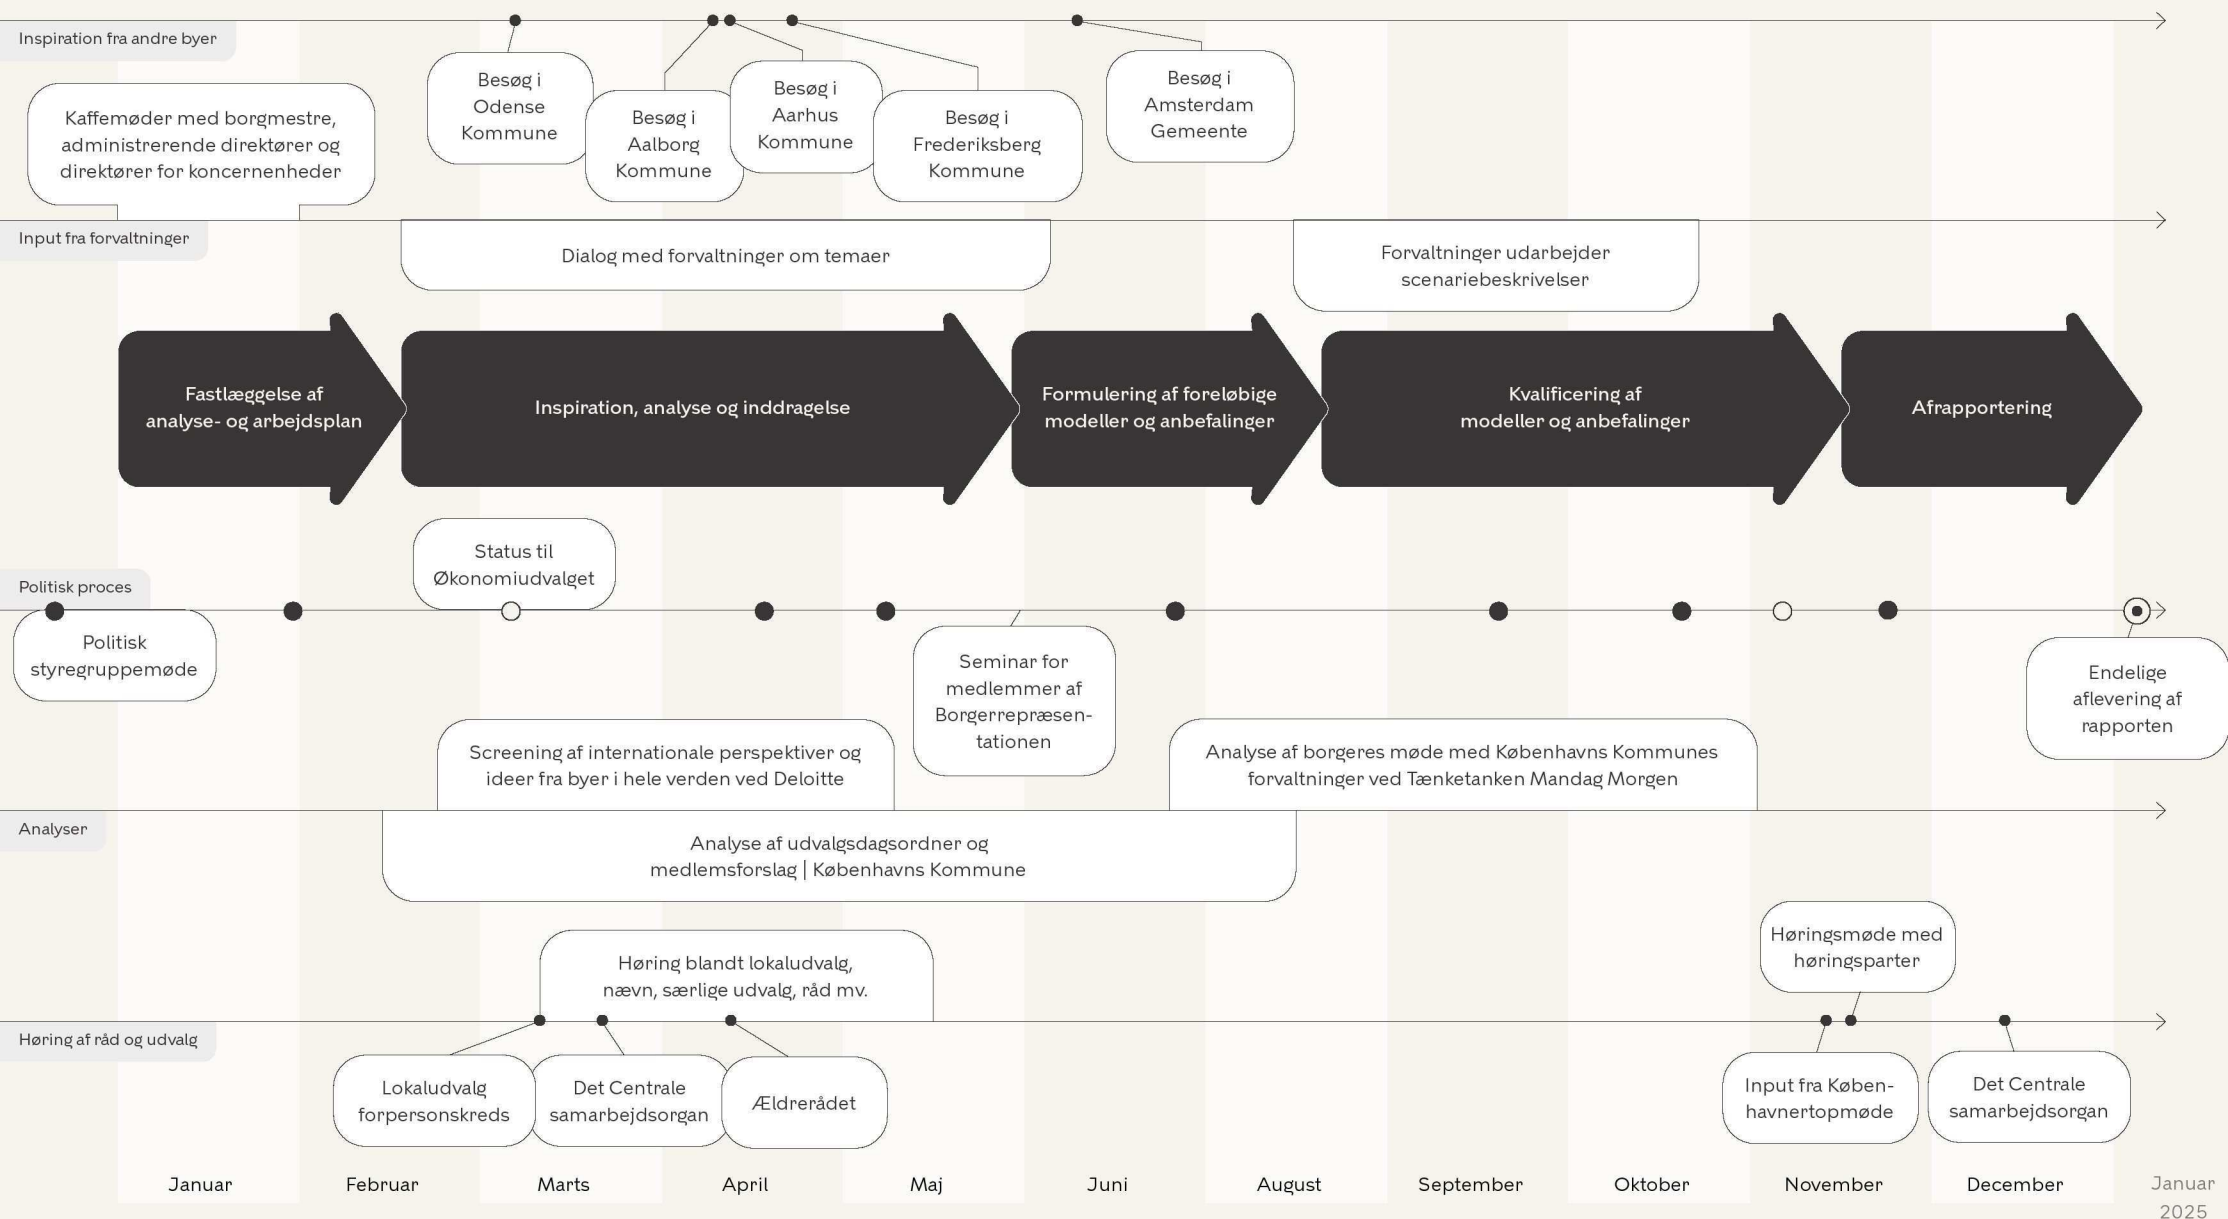 Inspiration fra andre byer
Kaffemøder med borgmestre,
administrerende direktører og
direktører for koncernenheder
Besøg i
Odense
Kommune
Besøg i
Aalborg
Kommune
Besøg i
Aarhus
Kommune
Besøg i
Frederiksberg
Kommune
Besøg i
Amsterdam
Gemeente
Input fra forvaltninger
Dialog med forvaltninger om temaer
Forvaltninger udarbejder
scenariebeskrivelser
Fastlæggelse af
analyse- og arbejdsplan
Inspiration, analyse og inddragelse
Formulering af foreløbige
modeller og anbefalinger
Kvalificering af
modeller og anbefalinger
Afrapportering
Status til
Økonomiudvalget
Politisk proces
Politisk
styregruppemøde
Seminar for
medlemmer af
Borgerrepræsen-
tationen
Endelige
aflevering af
rapporten
Screening af internationale perspektiver og
ideer fra byer i hele verden ved Deloitte
Analyse af borgeres møde med Københavns Kommunes
forvaltninger ved Tænketanken Mandag Morgen
Analyser
Analyse af udvalgsdagsordner og
medlemsforslag | Københavns Kommune
Høring blandt lokaludvalg,
nævn, særlige udvalg, råd mv.
Høringsmøde med
høringsparter
Høring af råd og udvalg
Lokaludvalg
forpersonskreds
Det Centrale
samarbejdsorgan
Ældrerådet
Input fra Køben-
havnertopmøde
Det Centrale
samarbejdsorgan
Januar
Februar
Marts
April
Maj
Juni
August
September
Oktober
November
December
Januar
2025